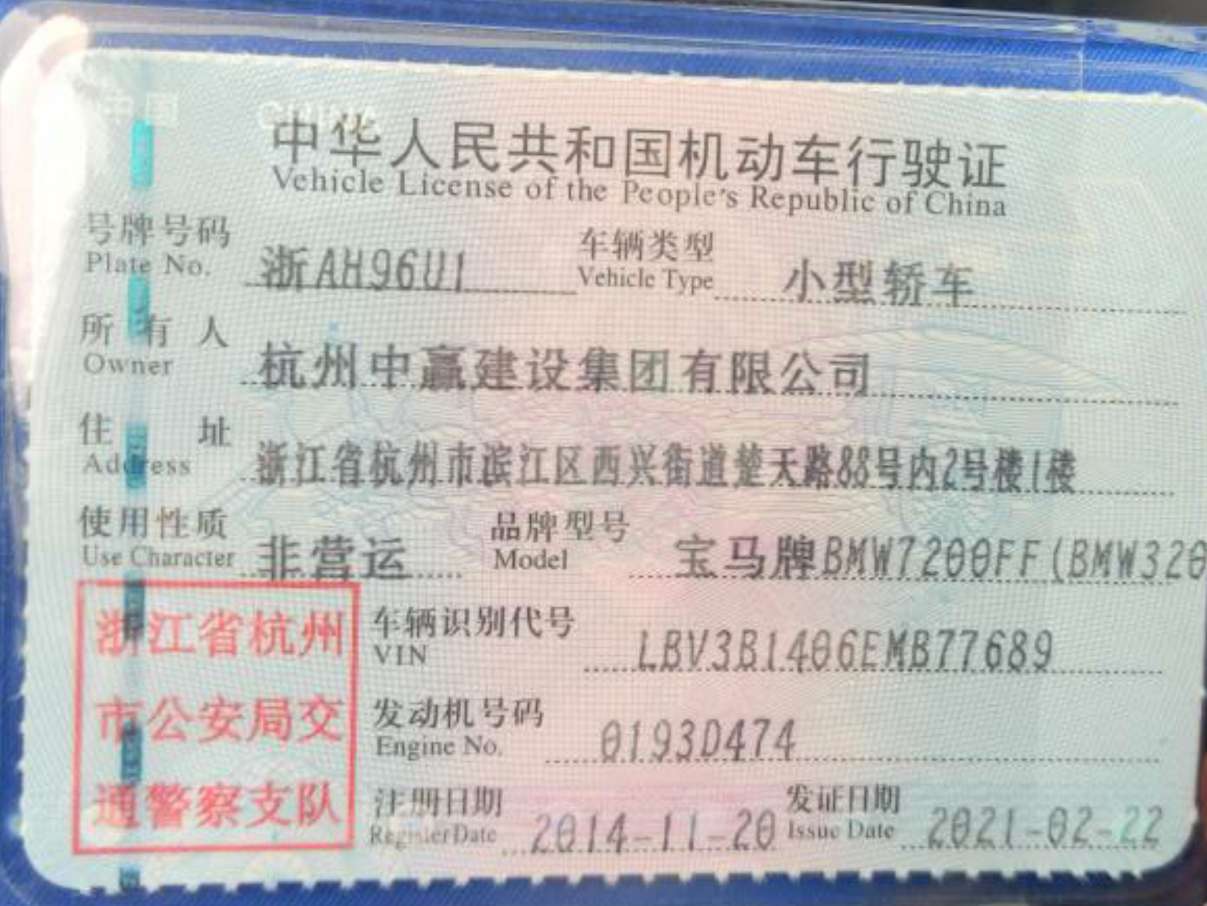 中国 CHINA
中华人民共和国机动车行驶证
Vehicle License of the People's Republic of China
号牌号码 浙AH96U1 车辆类型 小型轿车
Plate No. Vehicle Type
所有人 杭州中赢建设集团有限公司
Owner
住址 浙江省杭州市滨江区西兴街道楚天路88号内2号楼1楼
Address
使用性质 非营运 品牌型号 宝马牌BMW7200FF(BMW320
Use Character Model
浙江省杭州
市公安局交
通警察支队
车辆识别代号 LBV3B1406EMB77689
VIN
发动机号码 0193D474
Engine No.
注册日期 2014-11-20 发证日期 2021-02-22
Register Date Issue Date